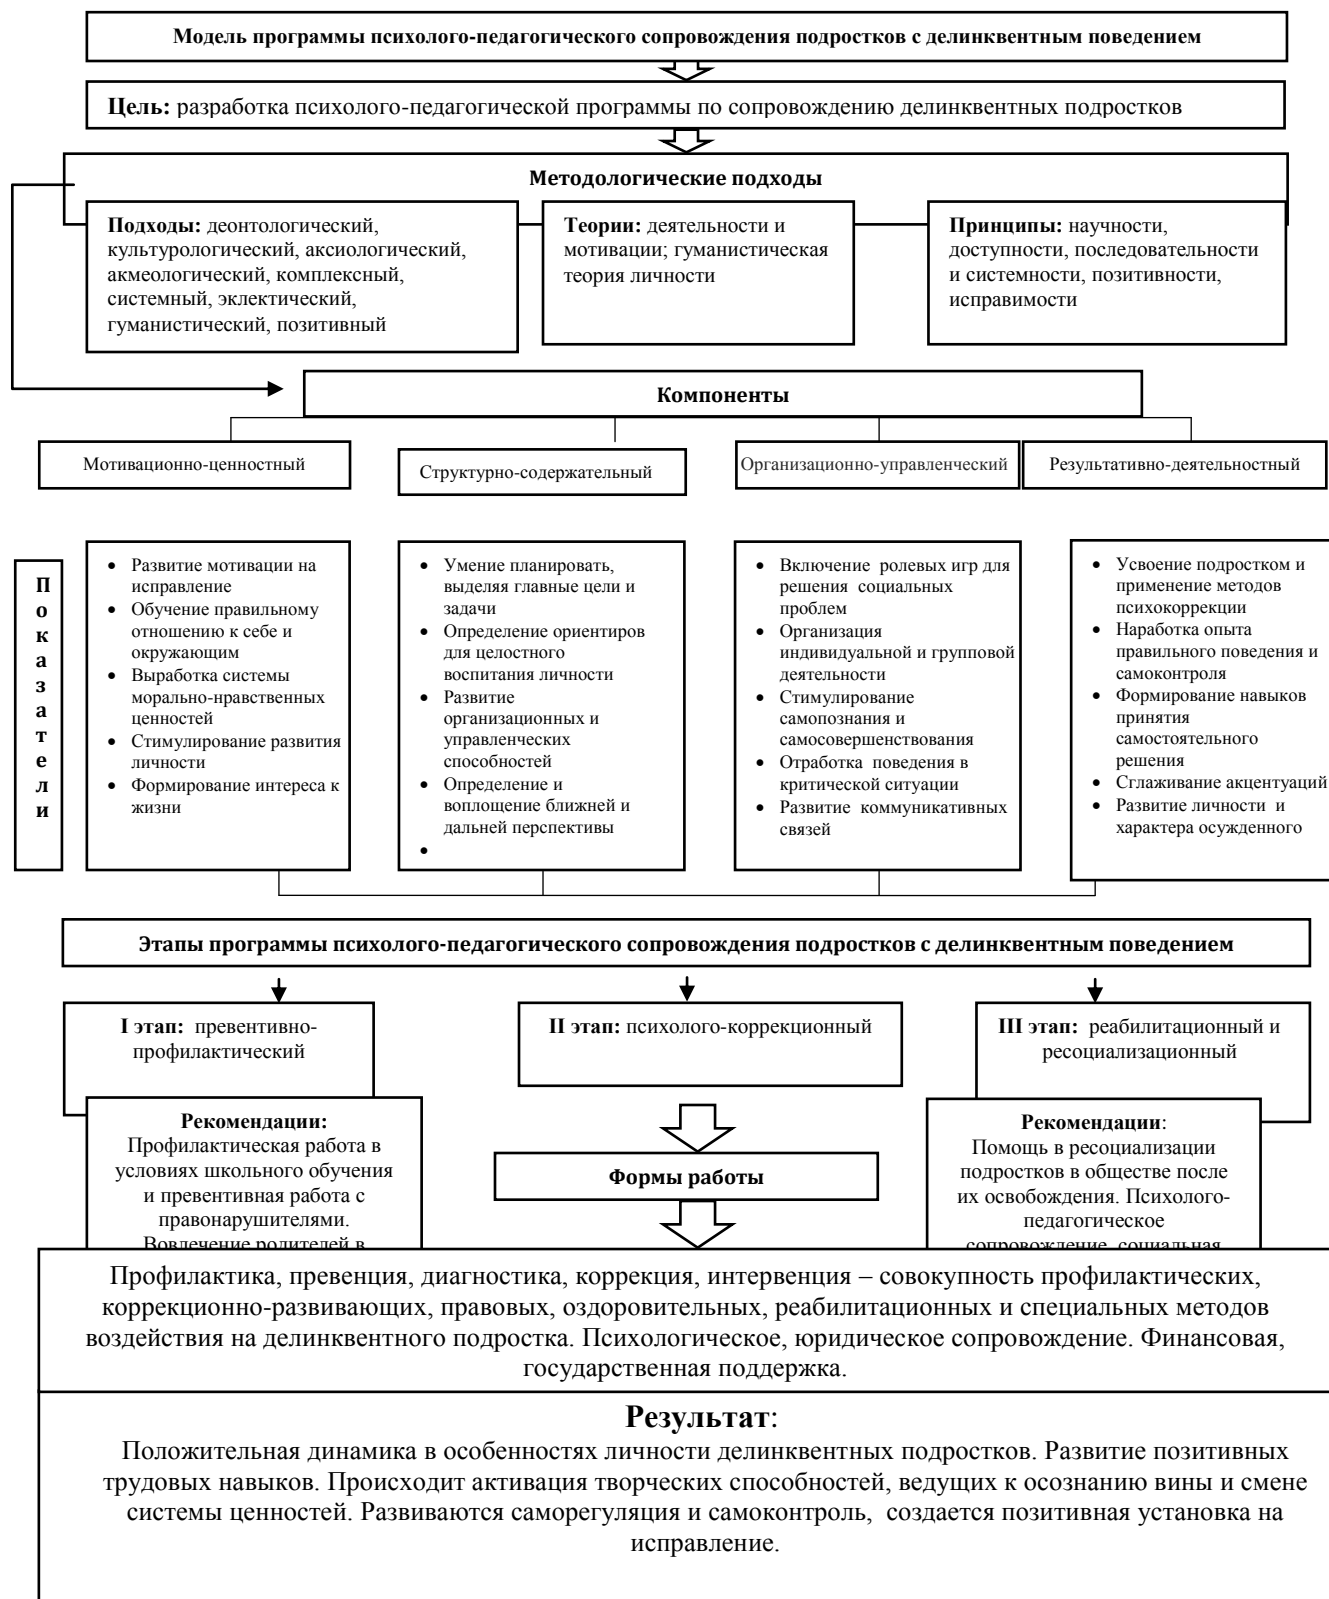 Модель программы психолого-педагогического сопровождения подростков с делинквентным поведением
Цель: разработка психолого-педагогической программы по сопровождению делинквентных подростков
Методологические подходы
Подходы: деонтологический,
культурологический, аксиологический,
акмеологический, комплексный,
системный, эклектический,
гуманистический, позитивный
Теории: деятельности и
мотивации; гуманистическая
теория личности
Принципы: научности,
доступности, последовательности
и системности, позитивности,
исправимости
Компоненты
Мотивационно-ценностный
Структурно-содержательный
Организационно-управленческий
Результативно-деятельностный
Показатели
• Развитие мотивации на
исправление
• Обучение правильному
отношению к себе и
окружающим
• Выработка системы
морально-нравственных
ценностей
• Стимулирование развития
личности
• Формирование интереса к
жизни
• Умение планировать,
выделяя главные цели и
задачи
• Определение ориентиров
для целостного
воспитания личности
• Развитие
организационных и
управленческих
способностей
• Определение и
воплощение ближней и
дальней перспективы
•
• Включение ролевых игр для
решения социальных
проблем
• Организация
индивидуальной и групповой
деятельности
• Стимулирование
самопознания и
самосовершенствования
• Отработка поведения в
критической ситуации
• Развитие коммуникативных
связей
• Усвоение подростком и
применение методов
психокоррекции
• Наработка опыта
правильного поведения и
самоконтроля
• Формирование навыков
принятия
самостоятельного
решения
• Сглаживание акцентуаций
• Развитие личности и
характера осужденного
Этапы программы психолого-педагогического сопровождения подростков с делинквентным поведением
I этап: превентивно-
профилактический
II этап: психолого-коррекционный
III этап: реабилитационный и
ресоциализационный
Рекомендации:
Профилактическая работа в
условиях школьного обучения
и превентивная работа с
правонарушителями.
Вовлечение родителей в
Формы работы
Рекомендации:
Помощь в ресоциализации
подростков в обществе после
их освобождения. Психолого-
педагогическое
сопровождение, социальная
Профилактика, превенция, диагностика, коррекция, интервенция – совокупность профилактических,
коррекционно-развивающих, правовых, оздоровительных, реабилитационных и специальных методов
воздействия на делинквентного подростка. Психологическое, юридическое сопровождение. Финансовая,
государственная поддержка.
Результат:
Положительная динамика в особенностях личности делинквентных подростков. Развитие позитивных
трудовых навыков. Происходит активация творческих способностей, ведущих к осознанию вины и смене
системы ценностей. Развиваются саморегуляция и самоконтроль, создается позитивная установка на
исправление.